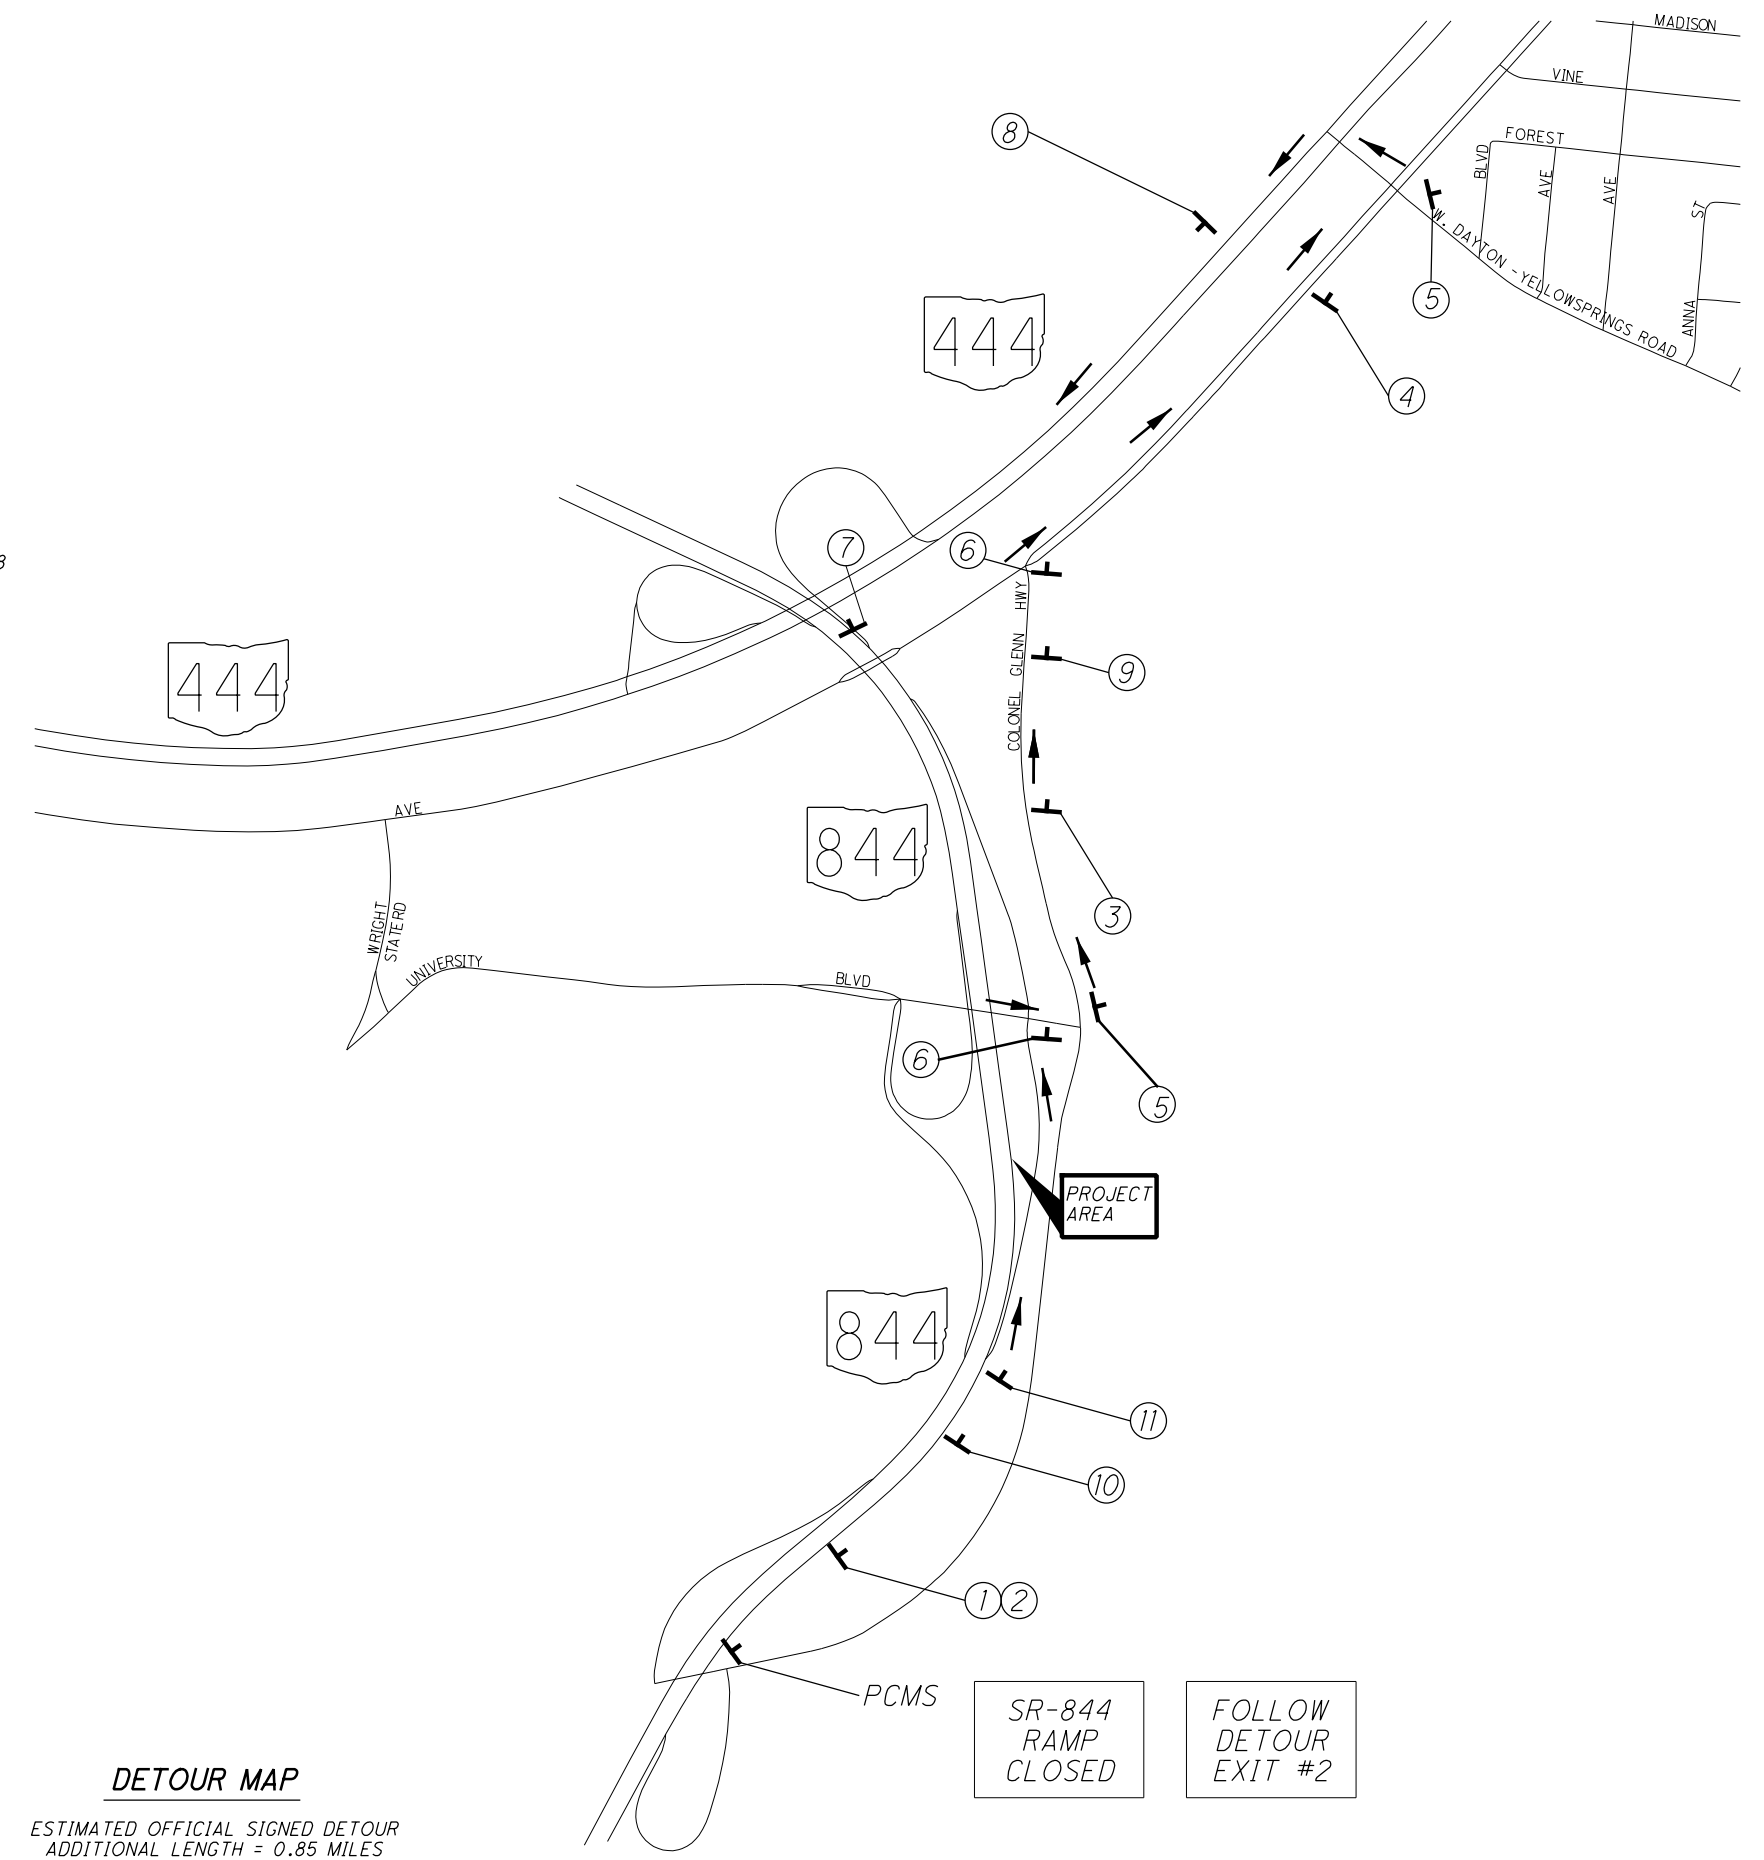 MADISON
VINE
FOREST
BLVD
AVE
AVE
ST
ANNA
W. DAYTON - YELLOWSPRINGS ROAD
8
5
4
444
7
6
COLONEL GLENN HWY
9
3
8
444
844
AVE
WRIGHT
STATE RD
UNIVERSITY
BLVD
6
5
PROJECT
AREA
844
11
10
1 2
PCMS
SR-844
RAMP
CLOSED
FOLLOW
DETOUR
EXIT #2
DETOUR MAP
ESTIMATED OFFICIAL SIGNED DETOUR
ADDITIONAL LENGTH = 0.85 MILES